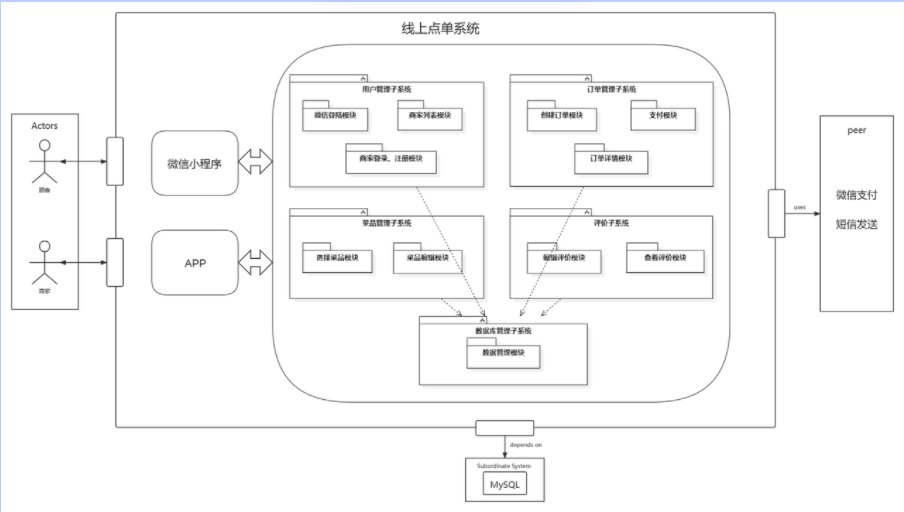 线上点单系统
Actors
顾客
商家
微信小程序
APP
用户管理子系统
微信登陆模块
商家列表模块
商家登录、注册模块
订单管理子系统
创建订单模块
支付模块
订单详情模块
菜品管理子系统
选择菜品模块
菜品编辑模块
评价子系统
编辑评价模块
查看评价模块
数据库管理子系统
数据管理模块
uses
peer
微信支付
短信发送
depends on
Subordinate System
MySQL